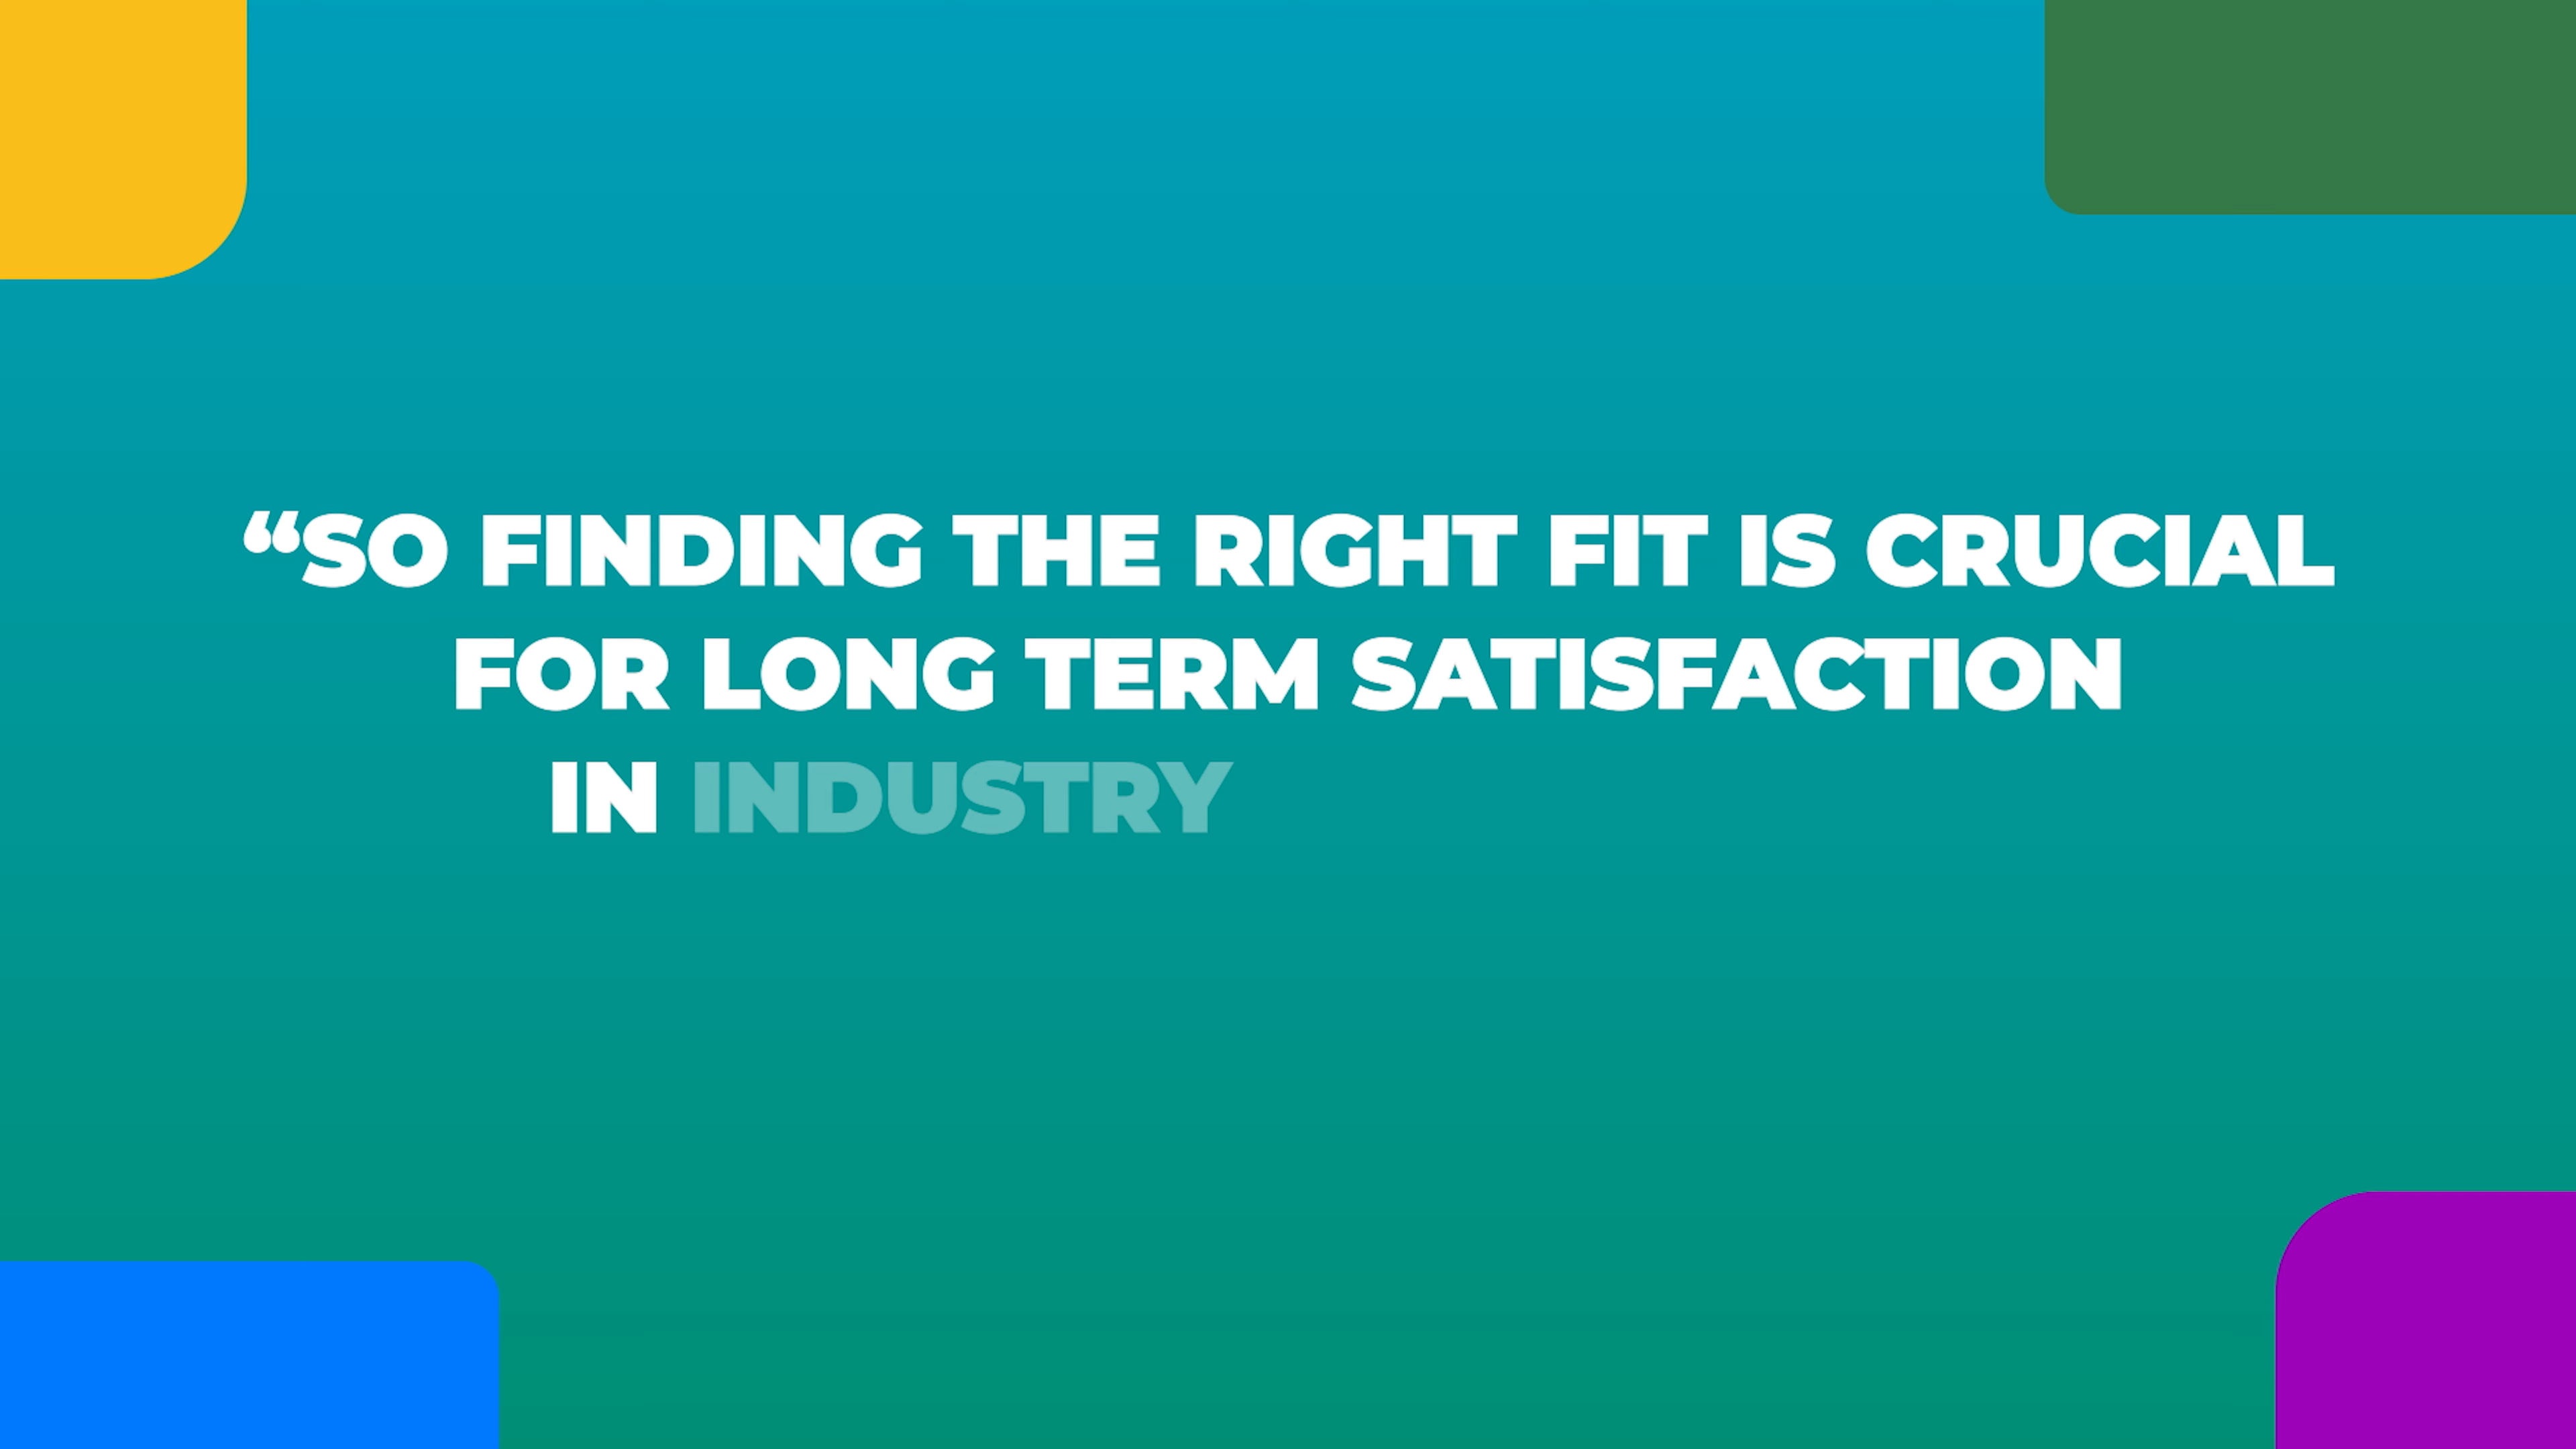 “SO FINDING THE RIGHT FIT IS CRUCIAL
FOR LONG TERM SATISFACTION
IN INDUSTRY